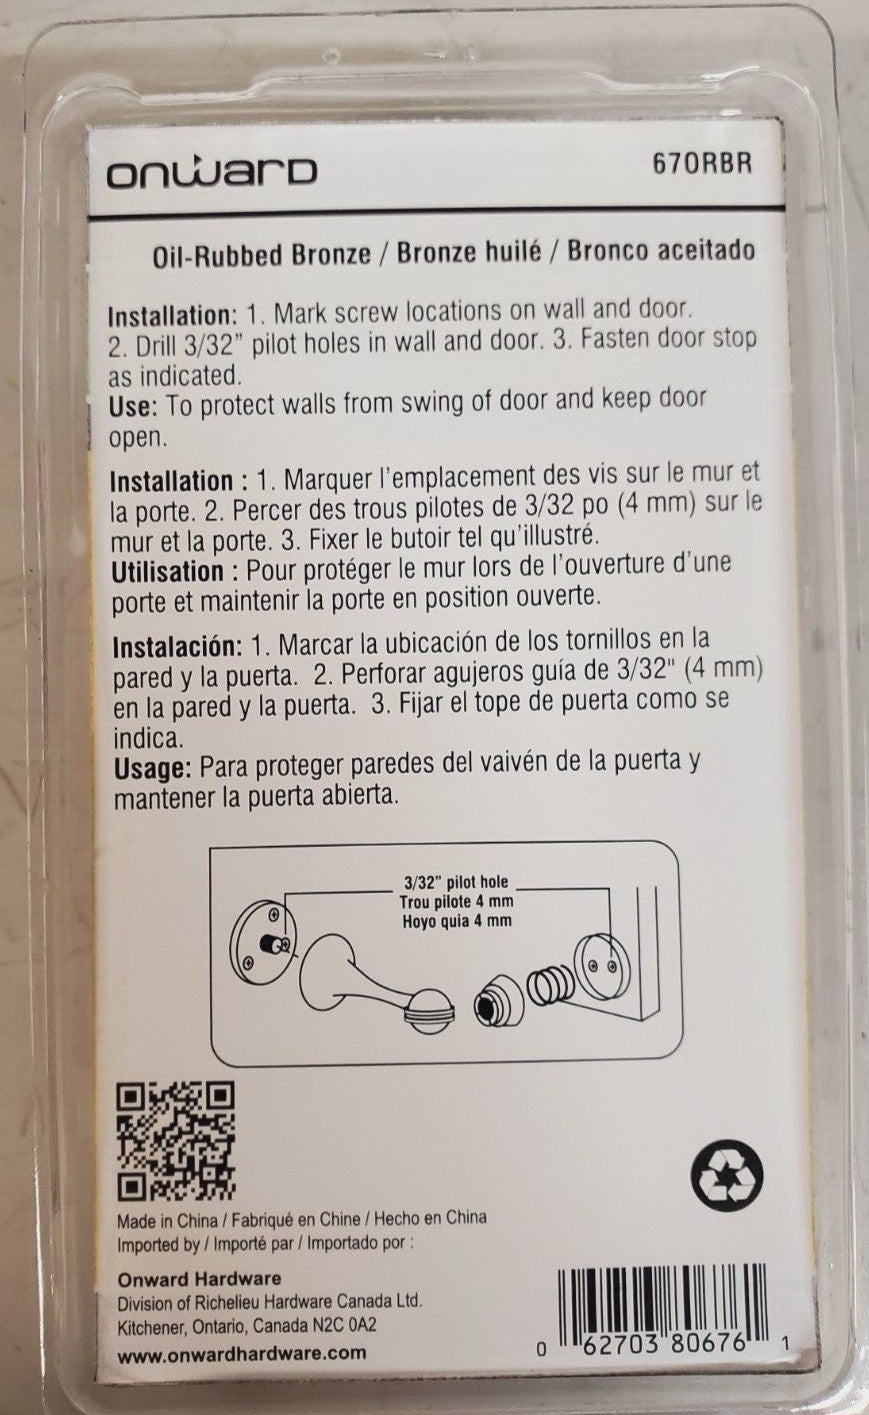 onward
670RBR
Oil-Rubbed Bronze / Bronze huilé / Bronco aceitado
Installation: 1. Mark screw locations on wall and door.
2. Drill 3/32” pilot holes in wall and door. 3. Fasten door stop
as indicated.
Use: To protect walls from swing of door and keep door
open.
Installation : 1. Marquer l'emplacement des vis sur le mur et
la porte. 2. Percer des trous pilotes de 3/32 po (4 mm) sur le
mur et la porte. 3. Fixer le butoir tel qu'illustré.
Utilisation : Pour protéger le mur lors de l'ouverture d'une
porte et maintenir la porte en position ouverte.
Instalación: 1. Marcar la ubicación de los tornillos en la
pared y la puerta. 2. Perforar agujeros guía de 3/32" (4 mm)
en la pared y la puerta. 3. Fijar el tope de puerta como se
indica.
Usage: Para proteger paredes del vaivén de la puerta y
mantener la puerta abierta.
3/32” pilot hole
Trou pilote 4 mm
Hoyo quia 4 mm
Made in China / Fabriqué en Chine / Hecho en China
Imported by / Importé par / Importado por :
Onward Hardware
Division of Richelieu Hardware Canada Ltd.
Kitchener, Ontario, Canada N2C 0A2
www.onwardhardware.com
0 62703 80676 1